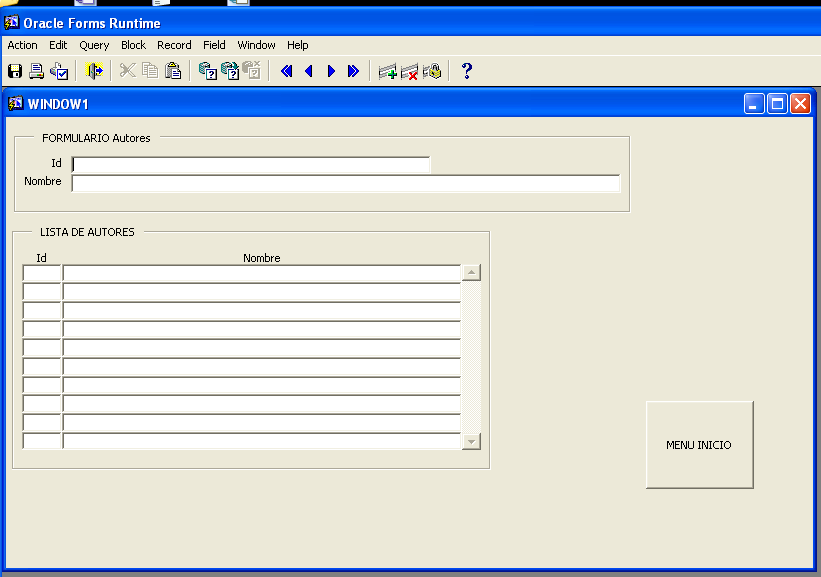 Oracle Forms Runtime
Action Edit Query Block Record Field Window Help
WINDOW1
FORMULARIO Autores
Id
Nombre
LISTA DE AUTORES
Id Nombre
MENU INICIO